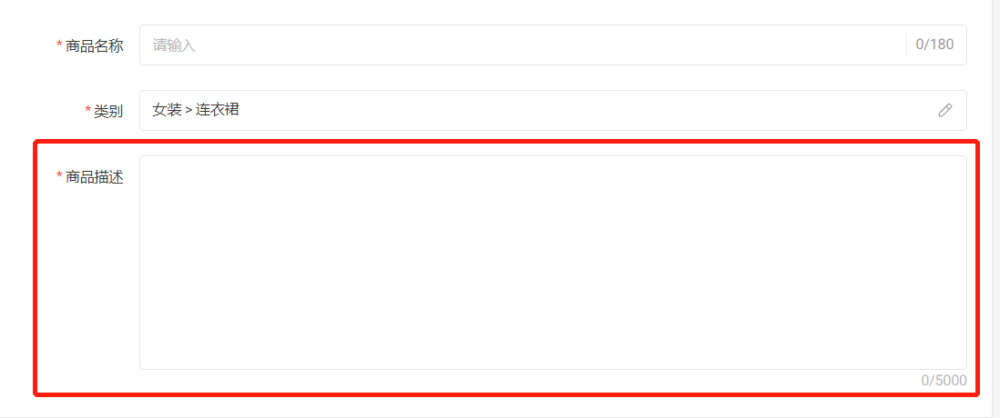 * 商品名称 请输入 0/180
* 类别 女装 > 连衣裙
* 商品描述
0/5000